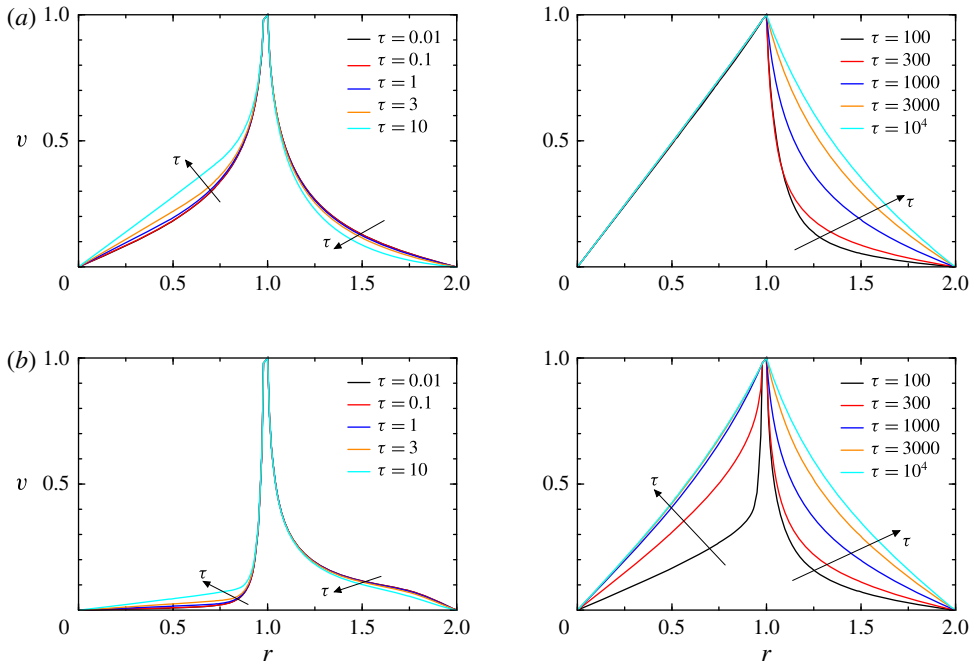 (a)
1.0
0.5
v
0
0.5
1.0
1.5
2.0
τ = 0.01
τ = 0.1
τ = 1
τ = 3
τ = 10
τ
τ
1.0
0.5
0
0.5
1.0
1.5
2.0
τ = 100
τ = 300
τ = 1000
τ = 3000
τ = 10⁴
τ
(b)
1.0
0.5
v
0
0.5
1.0
1.5
2.0
r
τ = 0.01
τ = 0.1
τ = 1
τ = 3
τ = 10
τ
τ
1.0
0.5
0
0.5
1.0
1.5
2.0
r
τ = 100
τ = 300
τ = 1000
τ = 3000
τ = 10⁴
τ
τ